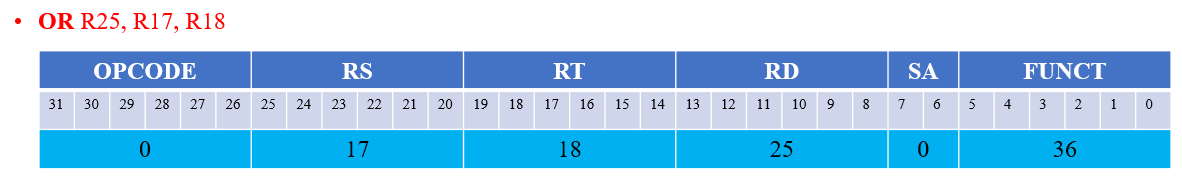 • OR R25, R17, R18
OPCODE RS RT RD SA FUNCT
31 30 29 28 27 26 25 24 23 22 21 20 19 18 17 16 15 14 13 12 11 10 9 8 7 6 5 4 3 2 1 0
0 17 18 25 0 36